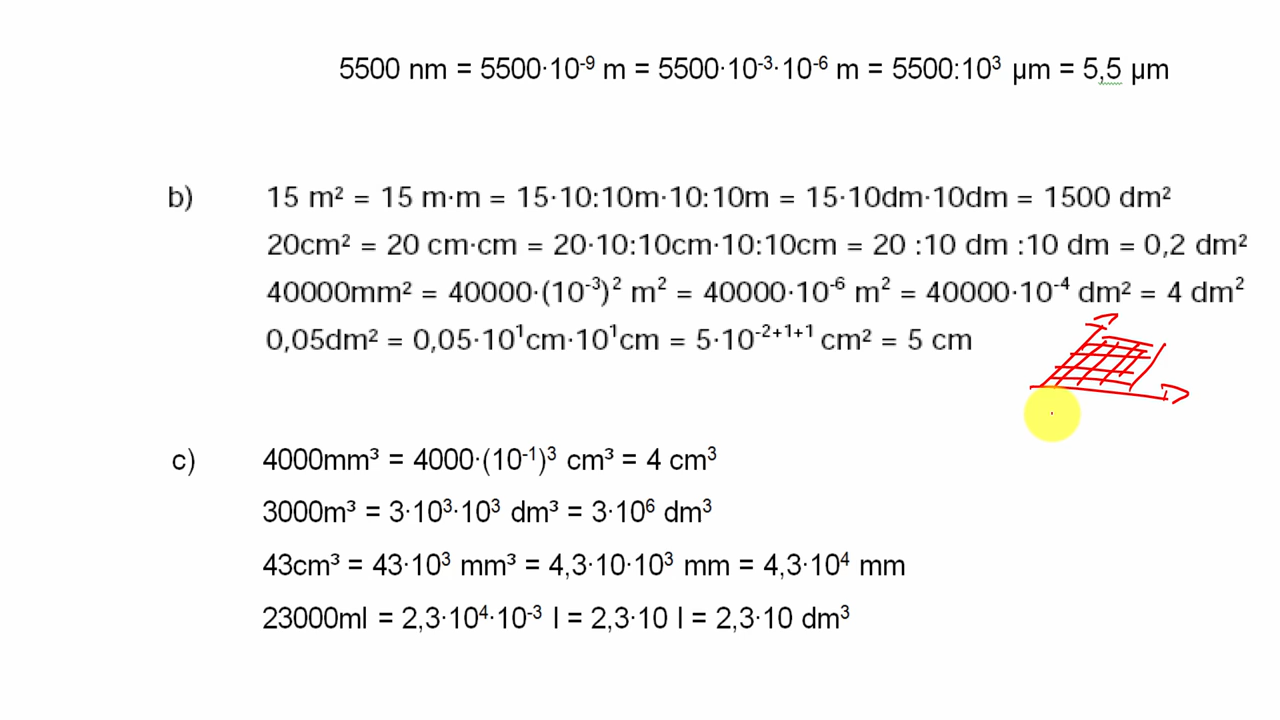 5500 nm = 5500·10⁻⁹ m = 5500·10⁻³·10⁻⁶ m = 5500:10³ µm = 5,5 µm
b) 15 m² = 15 m·m = 15·10:10m·10:10m = 15·10dm·10dm = 1500 dm²
20cm² = 20 cm·cm = 20·10:10cm·10:10cm = 20 :10 dm :10 dm = 0,2 dm²
40000mm² = 40000·(10⁻³)² m² = 40000·10⁻⁶ m² = 40000·10⁻⁴ dm² = 4 dm²
0,05dm² = 0,05·10¹cm·10¹cm = 5·10⁻²⁺¹⁺¹ cm² = 5 cm
c) 4000mm³ = 4000·(10⁻¹)³ cm³ = 4 cm³
3000m³ = 3·10³·10³ dm³ = 3·10⁶ dm³
43cm³ = 43·10³ mm³ = 4,3·10·10³ mm = 4,3·10⁴ mm
23000ml = 2,3·10⁴·10⁻³ l = 2,3·10 l = 2,3·10 dm³